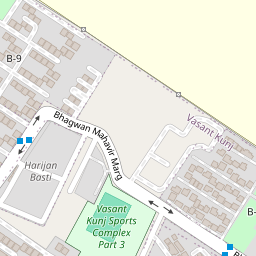 B-9
Vasant Kunj
Bhagwan Mahavir Marg
Harijan
Basti
Vasant
Kunj Sports
Complex
Part 3
B-